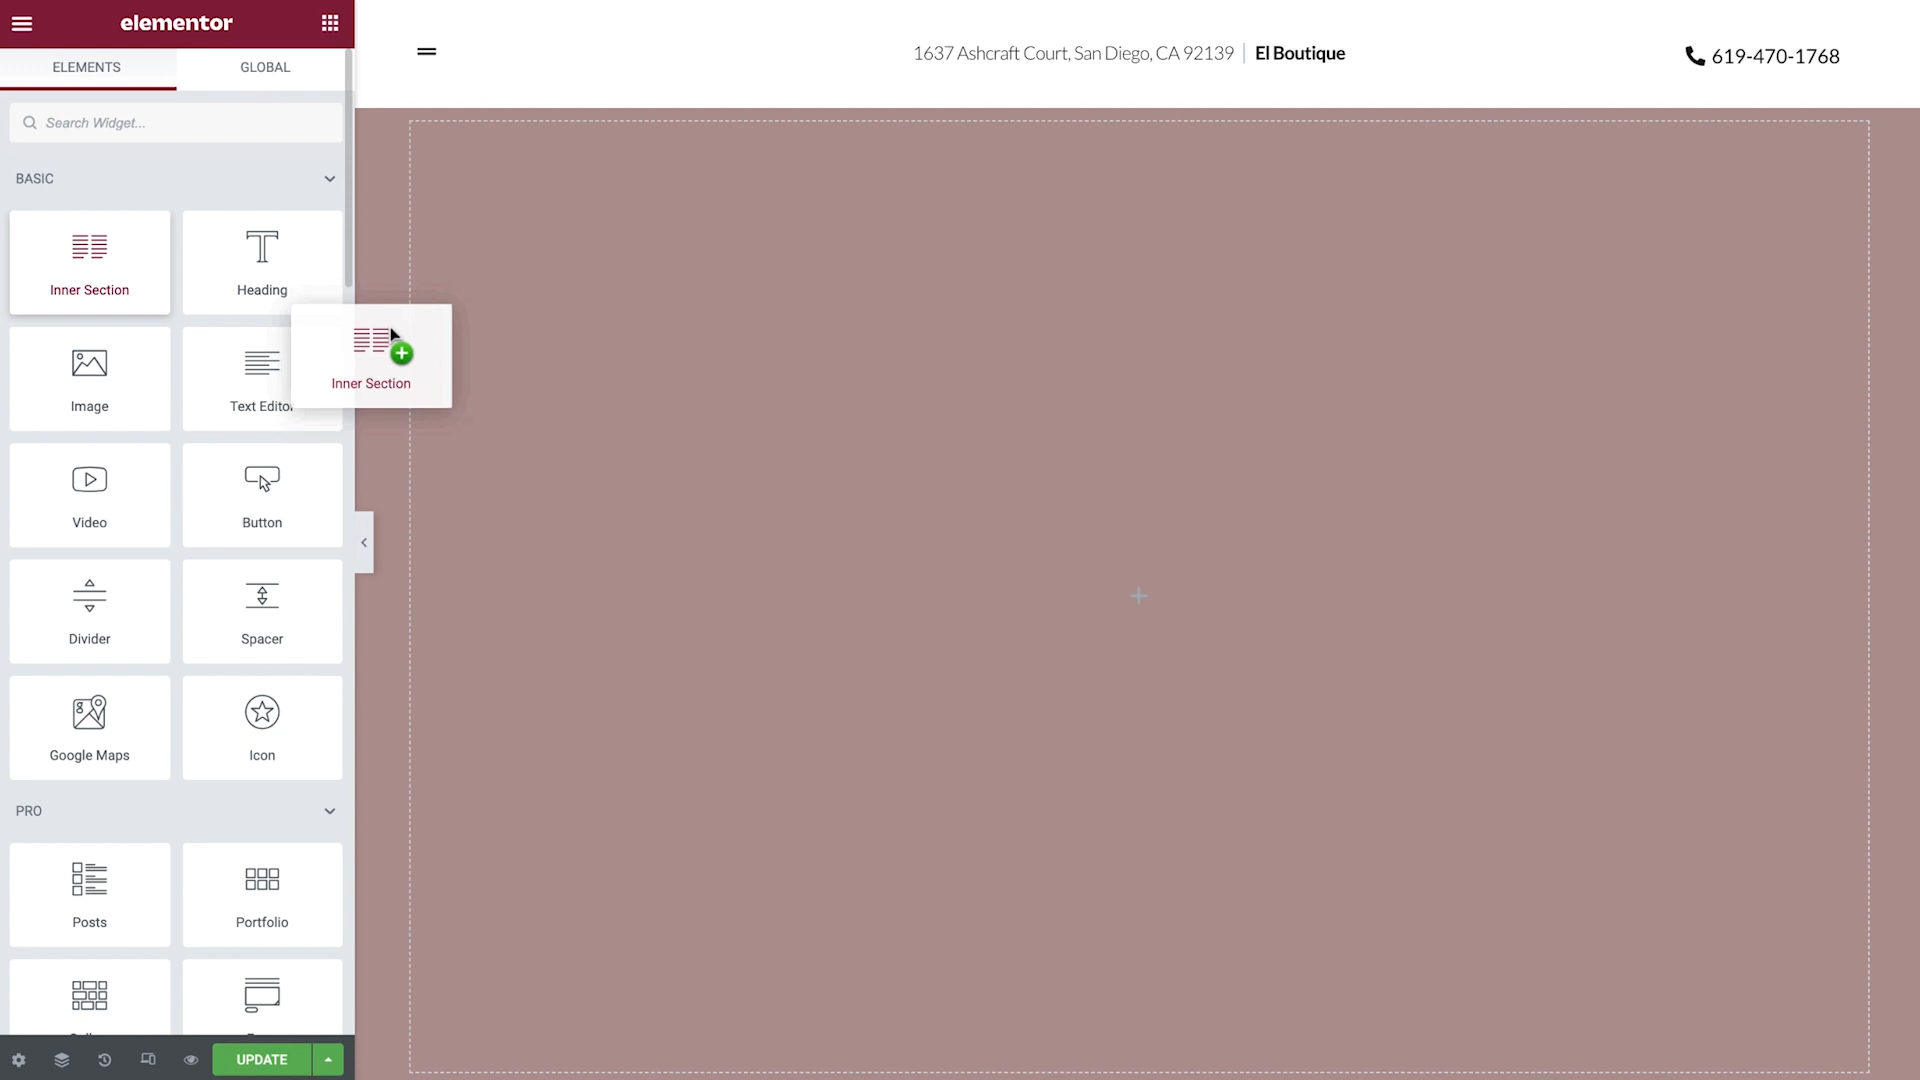 elementor
ELEMENTS
GLOBAL
Search Widget...
BASIC
Inner Section
Heading
Inner Section
Image
Text Editor
Video
Button
Divider
Spacer
Google Maps
Icon
PRO
Posts
Portfolio
UPDATE
1637 Ashcraft Court, San Diego, CA 92139
El Boutique
619-470-1768